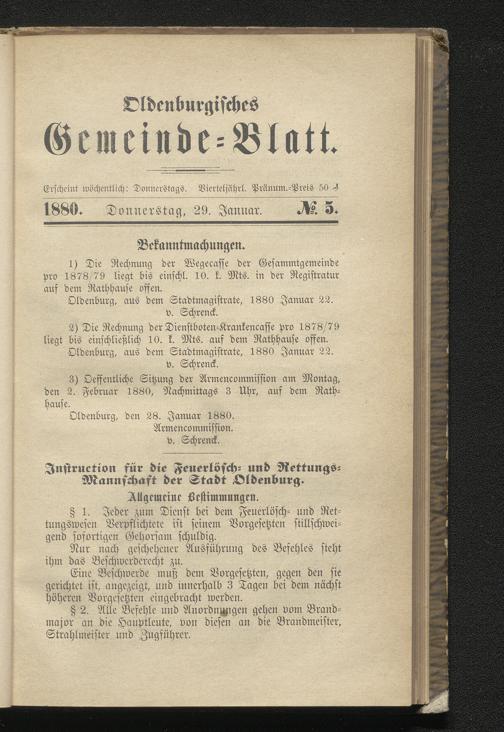 Oldenburgisches
Gemeinde-Blatt.
Erscheint wöchentlich: Donnerstags. Vierteljährl. Pränum.-Preis 50 ₰
1880. Donnerstag, 29. Januar. № 5.
Bekanntmachungen.
1) Die Rechnung der Wegecasse der Gesammtgemeinde
pro 1878/79 liegt bis einschl. 10. k. Mts. in der Registratur
auf dem Rathhause offen.
Oldenburg, aus dem Stadtmagistrate, 1880 Januar 22.
v. Schrenck.
2) Die Rechnung der Dienstboten-Krankencasse pro 1878/79
liegt bis einschließlich 10. k. Mts. auf dem Rathhause offen.
Oldenburg, aus dem Stadtmagistrate, 1880 Januar 22.
v. Schrenck.
3) Oeffentliche Sitzung der Armencommission am Montag,
den 2. Februar 1880, Nachmittags 3 Uhr, auf dem Rath-
hause.
Oldenburg, den 28. Januar 1880.
Armencommission.
v. Schrenck.
Instruction für die Feuerlösch- und Rettungs-
Mannschaft der Stadt Oldenburg.
Allgemeine Bestimmungen.
§ 1. Jeder zum Dienst bei dem Feuerlösch- und Ret-
tungswesen Verpflichtete ist seinem Vorgesetzten stillschwei-
gend sofortigen Gehorsam schuldig.
Nur nach geschehener Ausführung des Befehles steht
ihm das Beschwerderecht zu.
Eine Beschwerde muß dem Vorgesetzten, gegen den sie
gerichtet ist, angezeigt, und innerhalb 3 Tagen bei dem nächst
höheren Vorgesetzten eingebracht werden.
§ 2. Alle Befehle und Anordnungen gehen vom Brand-
major an die Hauptleute, von diesen an die Brandmeister,
Strahlmeister und Zugführer.